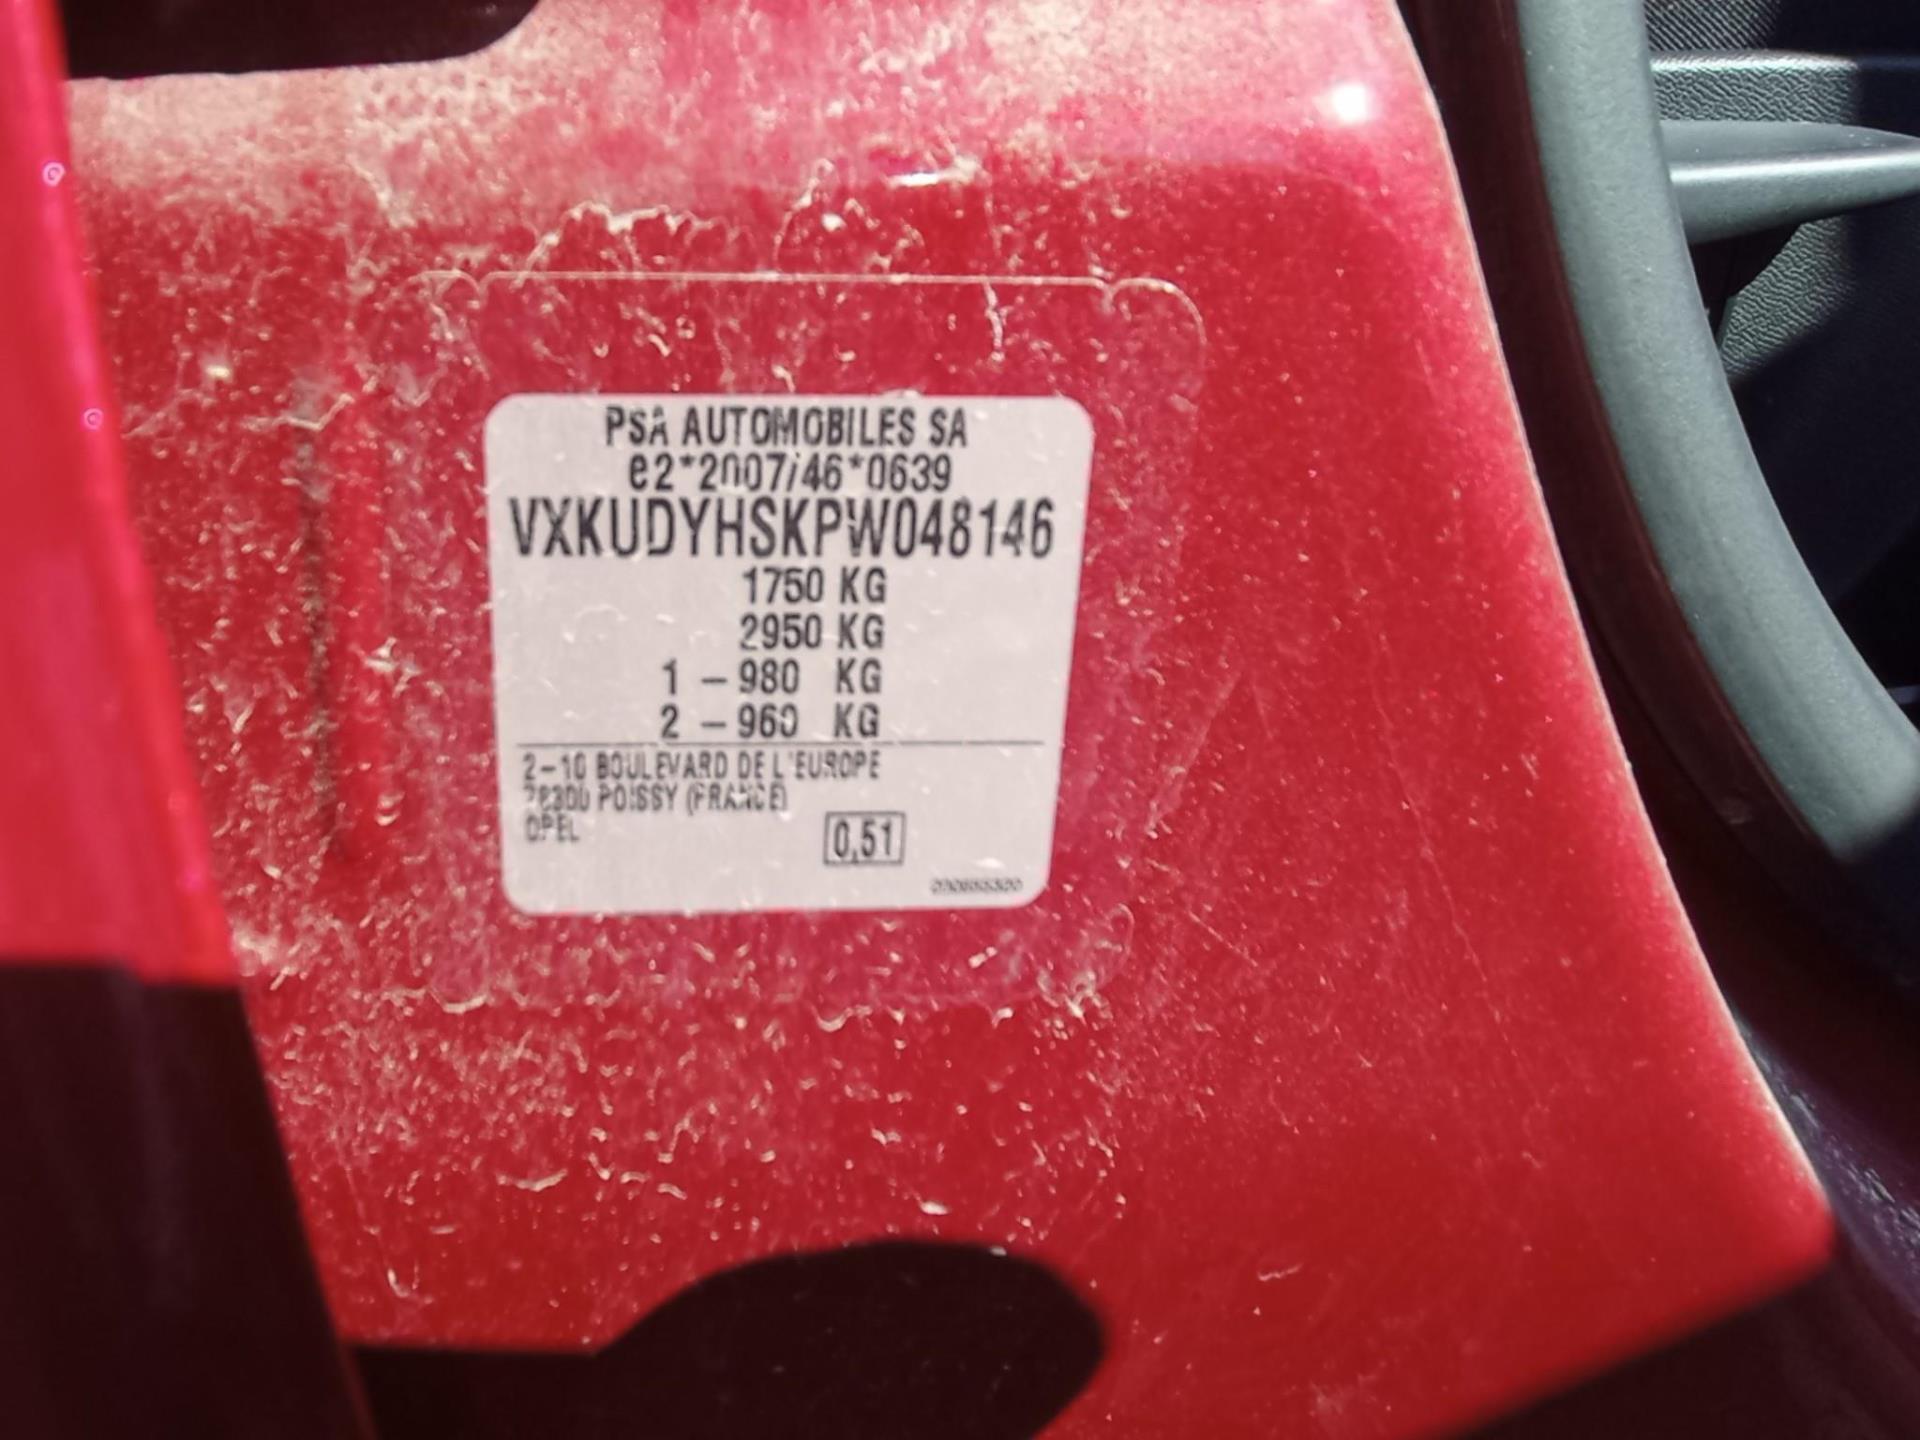 PSA AUTOMOBILES SA
e2*2007/46*0639
VXKUDYHSKPW048146
1750 KG
2950 KG
1 - 980 KG
2 - 960 KG
2-10 BOULEVARD DE L'EUROPE
78300 POISSY (FRANCE)
OPEL
0,51